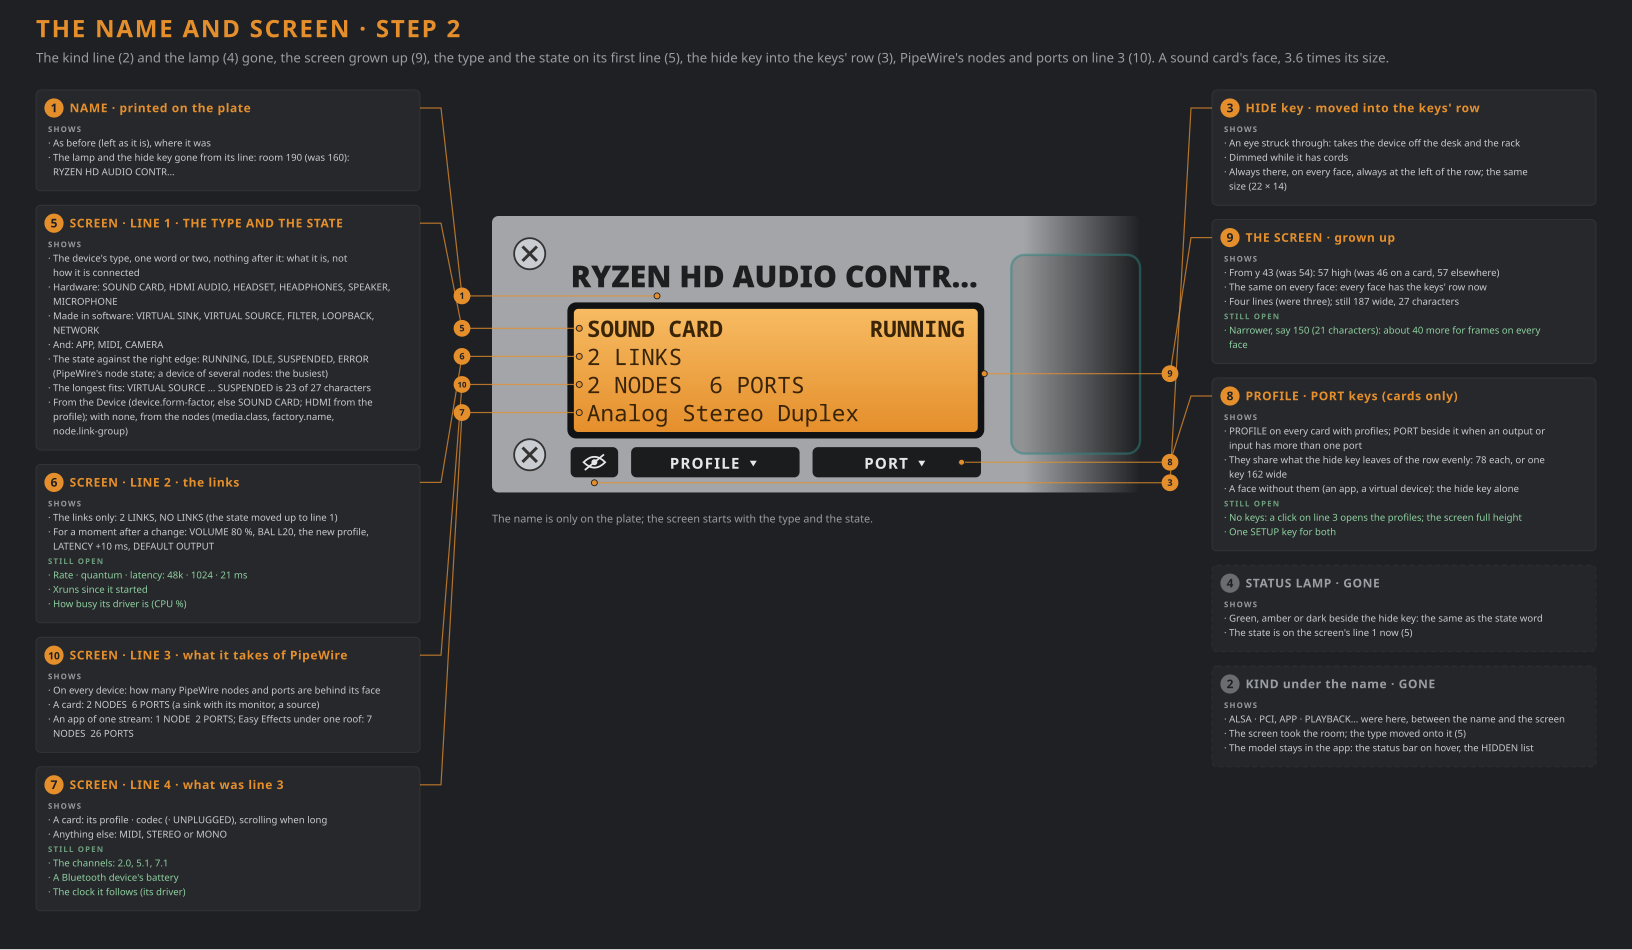 THE NAME AND SCREEN · STEP 2
The kind line (2) and the lamp (4) gone, the screen grown up (9), the type and the state on its first line (5), the hide key into the keys' row (3), PipeWire's nodes and ports on line 3 (10). A sound card's face, 3.6 times its size.
1 NAME · printed on the plate
SHOWS
· As before (left as it is), where it was
· The lamp and the hide key gone from its line: room 190 (was 160):
RYZEN HD AUDIO CONTR…
5 SCREEN · LINE 1 · THE TYPE AND THE STATE
SHOWS
· The device's type, one word or two, nothing after it: what it is, not
how it is connected
· Hardware: SOUND CARD, HDMI AUDIO, HEADSET, HEADPHONES, SPEAKER,
MICROPHONE
· Made in software: VIRTUAL SINK, VIRTUAL SOURCE, FILTER, LOOPBACK,
NETWORK
· And: APP, MIDI, CAMERA
· The state against the right edge: RUNNING, IDLE, SUSPENDED, ERROR
(PipeWire's node state; a device of several nodes: the busiest)
· The longest fits: VIRTUAL SOURCE … SUSPENDED is 23 of 27 characters
· From the Device (device.form-factor, else SOUND CARD; HDMI from the
profile); with none, from the nodes (media.class, factory.name,
node.link-group)
6 SCREEN · LINE 2 · the links
SHOWS
· The links only: 2 LINKS, NO LINKS (the state moved up to line 1)
· For a moment after a change: VOLUME 80 %, BAL L20, the new profile,
LATENCY +10 ms, DEFAULT OUTPUT
STILL OPEN
· Rate · quantum · latency: 48k · 1024 · 21 ms
· Xruns since it started
· How busy its driver is (CPU %)
10 SCREEN · LINE 3 · what it takes of PipeWire
SHOWS
· On every device: how many PipeWire nodes and ports are behind its face
· A card: 2 NODES  6 PORTS (a sink with its monitor, a source)
· An app of one stream: 1 NODE  2 PORTS; Easy Effects under one roof: 7
NODES  26 PORTS
7 SCREEN · LINE 4 · what was line 3
SHOWS
· A card: its profile · codec (· UNPLUGGED), scrolling when long
· Anything else: MIDI, STEREO or MONO
STILL OPEN
· The channels: 2.0, 5.1, 7.1
· A Bluetooth device's battery
· The clock it follows (its driver)
RYZEN HD AUDIO CONTR…
1
5
6
10
7
SOUND CARD RUNNING
2 LINKS
2 NODES  6 PORTS
Analog Stereo Duplex
PROFILE ▼ PORT ▼
9
8
3
The name is only on the plate; the screen starts with the type and the state.
3 HIDE key · moved into the keys' row
SHOWS
· An eye struck through: takes the device off the desk and the rack
· Dimmed while it has cords
· Always there, on every face, always at the left of the row; the same
size (22 × 14)
9 THE SCREEN · grown up
SHOWS
· From y 43 (was 54): 57 high (was 46 on a card, 57 elsewhere)
· The same on every face: every face has the keys' row now
· Four lines (were three); still 187 wide, 27 characters
STILL OPEN
· Narrower, say 150 (21 characters): about 40 more for frames on every
face
8 PROFILE · PORT keys (cards only)
SHOWS
· PROFILE on every card with profiles; PORT beside it when an output or
input has more than one port
· They share what the hide key leaves of the row evenly: 78 each, or one
key 162 wide
· A face without them (an app, a virtual device): the hide key alone
STILL OPEN
· No keys: a click on line 3 opens the profiles; the screen full height
· One SETUP key for both
4 STATUS LAMP · GONE
SHOWS
· Green, amber or dark beside the hide key: the same as the state word
· The state is on the screen's line 1 now (5)
2 KIND under the name · GONE
SHOWS
· ALSA · PCI, APP · PLAYBACK… were here, between the name and the screen
· The screen took the room; the type moved onto it (5)
· The model stays in the app: the status bar on hover, the HIDDEN list